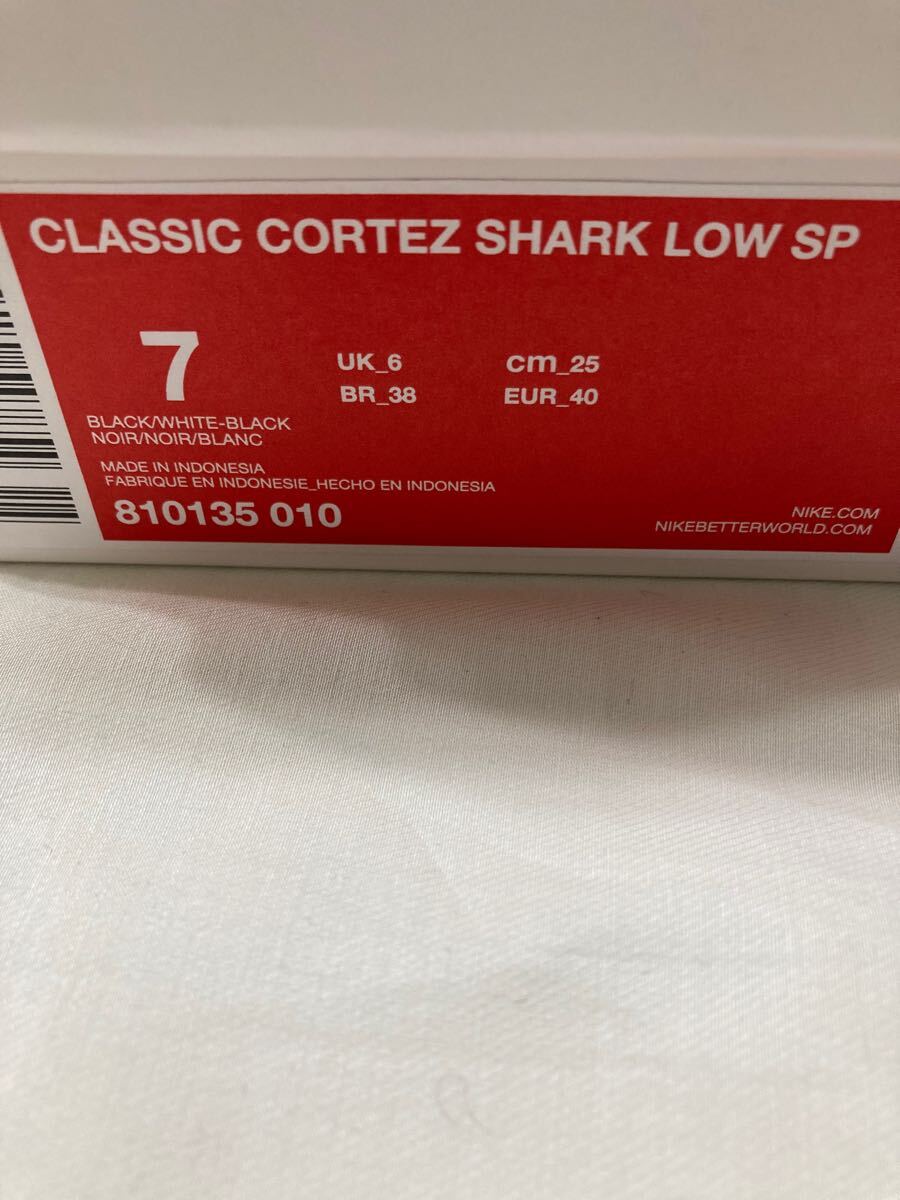 CLASSIC CORTEZ SHARK LOW SP
7
UK_6 cm_25
BR_38 EUR_40
BLACK/WHITE-BLACK
NOIR/NOIR/BLANC
MADE IN INDONESIA
FABRIQUE EN INDONESIE_HECHO EN INDONESIA
810135 010
NIKE.COM
NIKEBETTERWORLD.COM